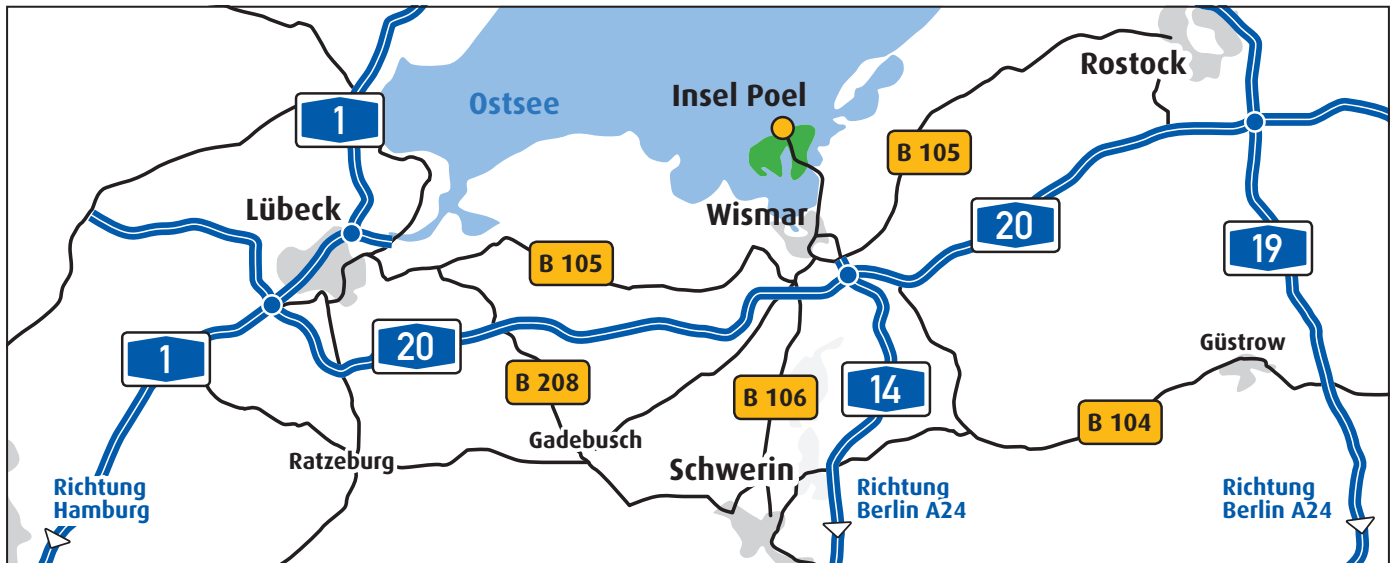 Rostock
Insel Poel
Ostsee
1
B 105
Lübeck
Wismar
20
19
B 105
Güstrow
20
1
B 208
B 106
14
B 104
Gadebusch
Ratzeburg
Schwerin
Richtung
Hamburg
Richtung
Berlin A24
Richtung
Berlin A24